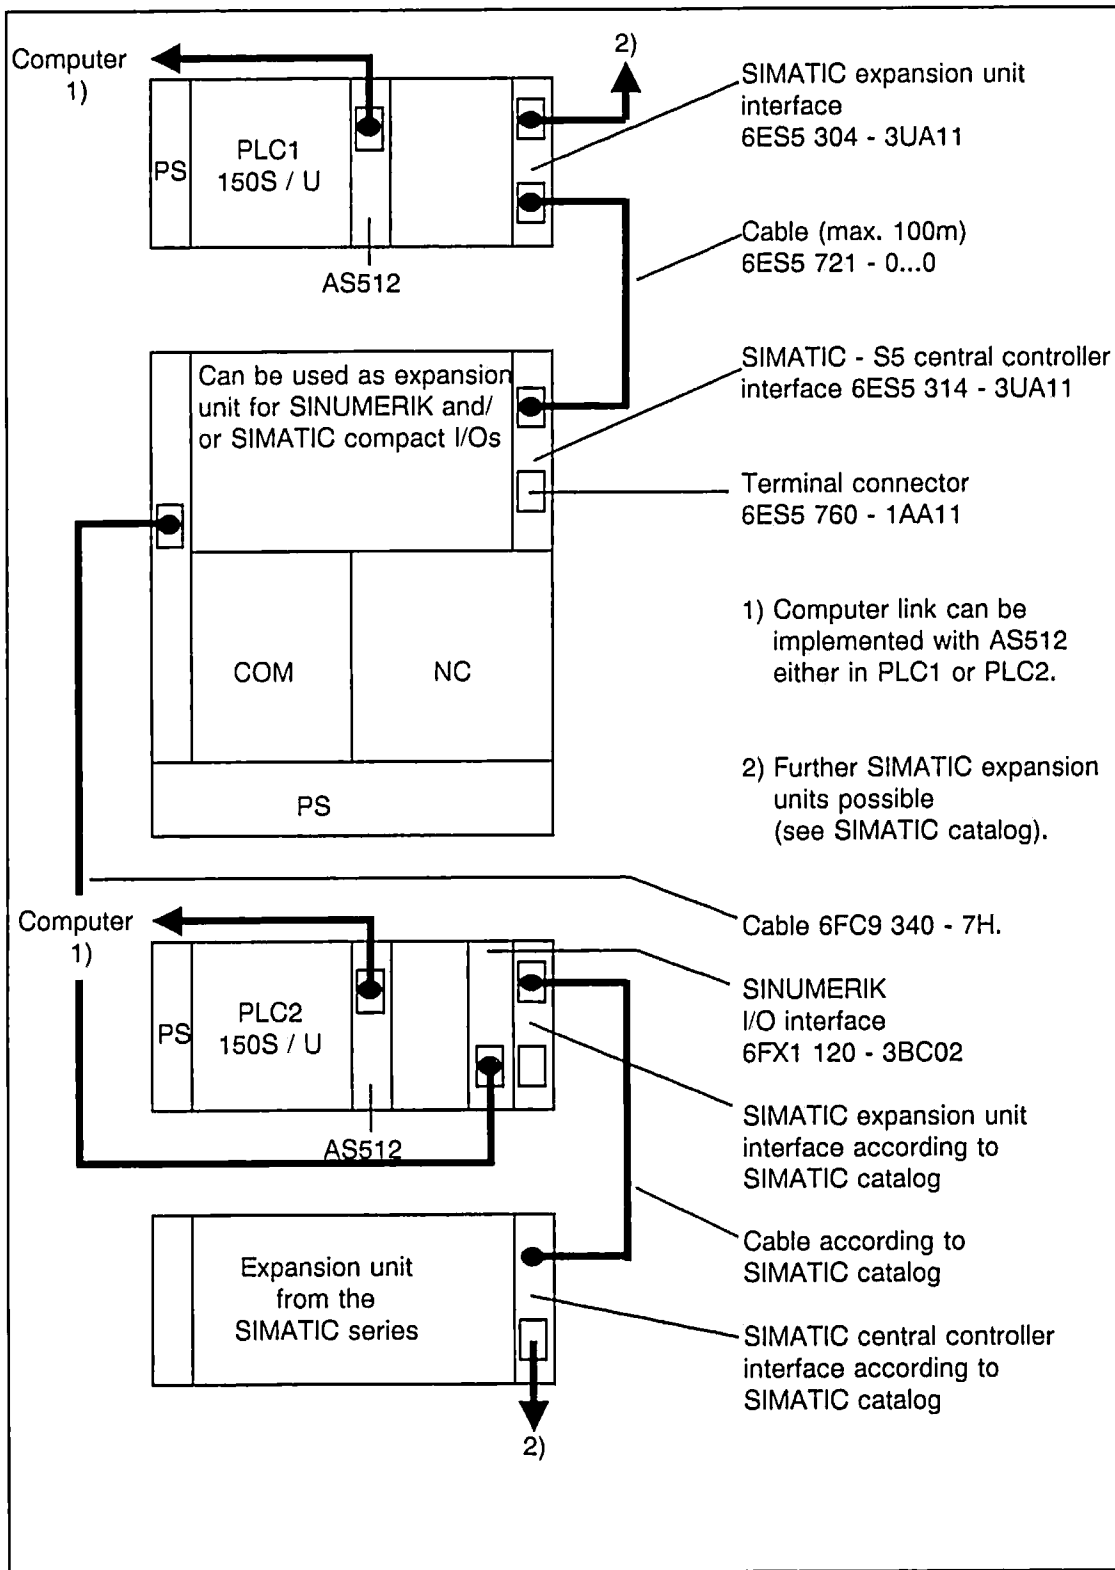 Computer
1)
2)
SIMATIC expansion unit
interface
6ES5 304 - 3UA11
PS
PLC1
150S / U
AS512
Cable (max. 100m)
6ES5 721 - 0...0
Can be used as expansion
unit for SINUMERIK and/
or SIMATIC compact I/Os
SIMATIC - S5 central controller
interface 6ES5 314 - 3UA11
Terminal connector
6ES5 760 - 1AA11
COM
NC
PS
1) Computer link can be
implemented with AS512
either in PLC1 or PLC2.
2) Further SIMATIC expansion
units possible
(see SIMATIC catalog).
Computer
1)
Cable 6FC9 340 - 7H.
PS
PLC2
150S / U
AS512
SINUMERIK
I/O interface
6FX1 120 - 3BC02
SIMATIC expansion unit
interface according to
SIMATIC catalog
Cable according to
SIMATIC catalog
Expansion unit
from the
SIMATIC series
SIMATIC central controller
interface according to
SIMATIC catalog
2)